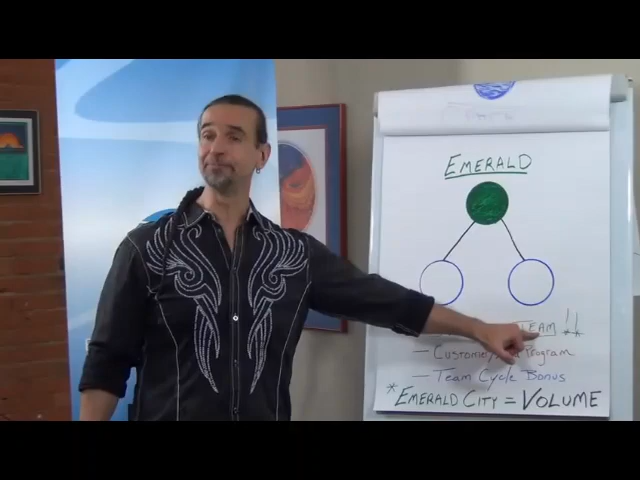 EMERALD
TEAM !!
— Customer Program
— Team Cycle Bonus
* EMERALD CITY = VOLUME